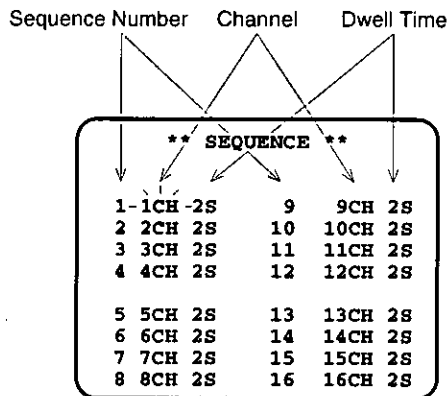 Sequence Number Channel Dwell Time
** SEQUENCE **
1 1CH 2S 9 9CH 2S
2 2CH 2S 10 10CH 2S
3 3CH 2S 11 11CH 2S
4 4CH 2S 12 12CH 2S
5 5CH 2S 13 13CH 2S
6 6CH 2S 14 14CH 2S
7 7CH 2S 15 15CH 2S
8 8CH 2S 16 16CH 2S